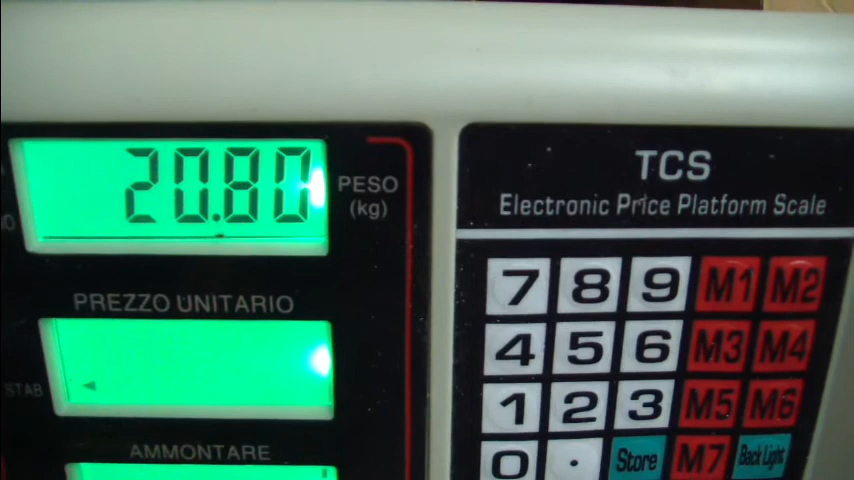 20.80
PESO
(kg)
PREZZO UNITARIO
STAB
AMMONTARE
TCS
Electronic Price Platform Scale
7 8 9 M1 M2
4 5 6 M3 M4
1 2 3 M5 M6
0 . Store M7 Back Light